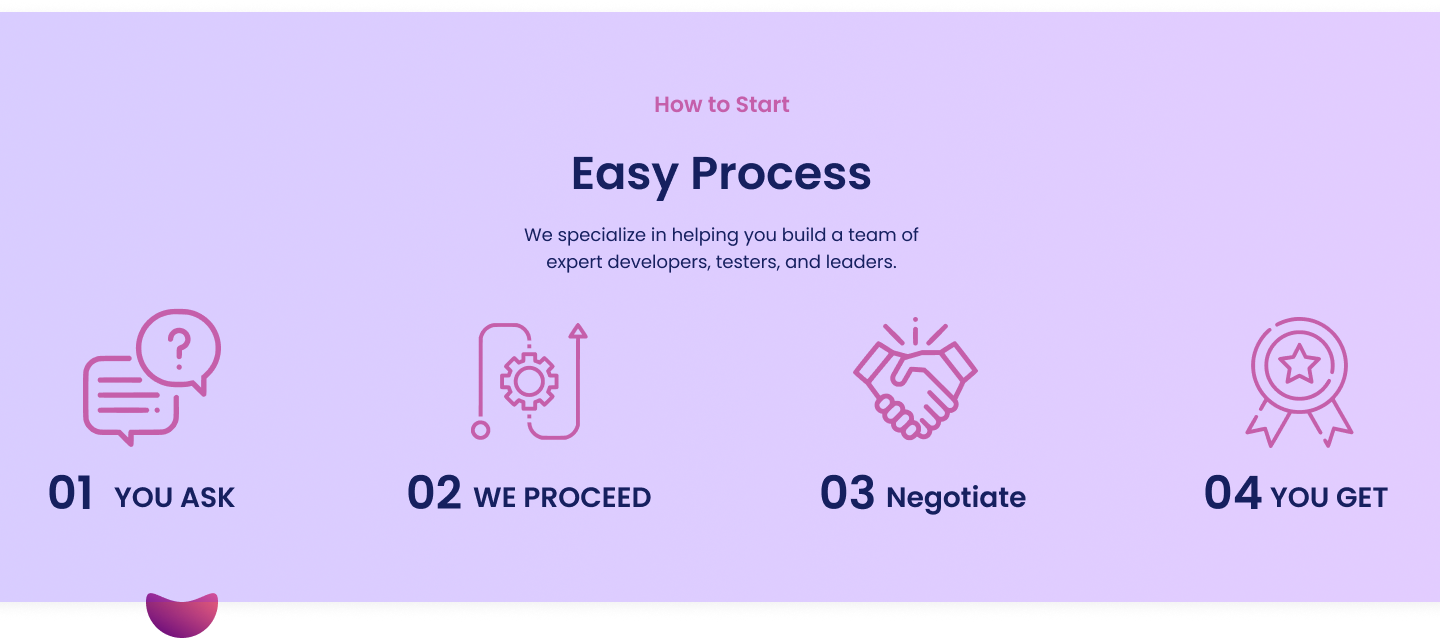 How to Start
Easy Process
We specialize in helping you build a team of
expert developers, testers, and leaders.
01 YOU ASK
02 WE PROCEED
03 Negotiate
04 YOU GET